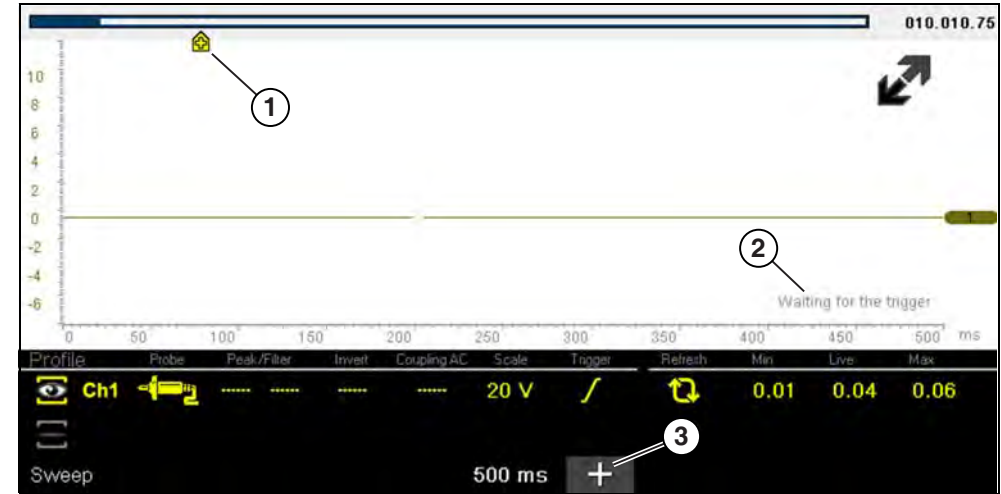 010.010.75
1
10
8
6
4
2
0
-2
-4
-6
1
2
Waiting for the trigger
0 50 100 150 200 250 300 350 400 450 500 ms
Profile Probe Peak/Filter Invert Coupling AC Scale Trigger Refresh Min Live Max
Ch1 ----- ----- ----- ----- 20 V 0.01 0.04 0.06
3
Sweep 500 ms +